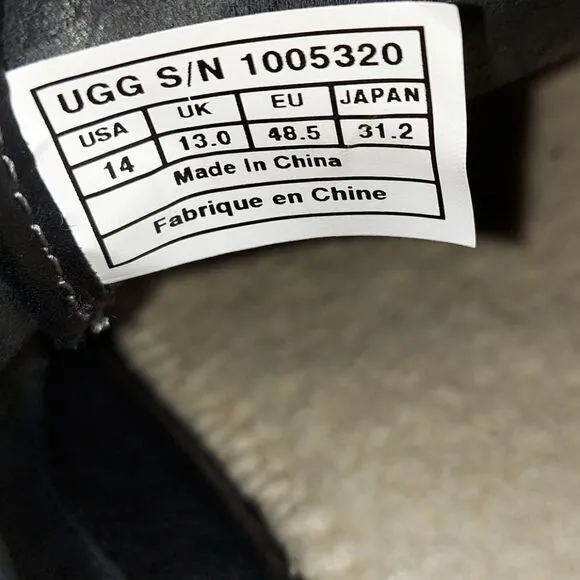 UGG S/N 1005320
USA UK EU JAPAN
14 13.0 48.5 31.2
Made In China
Fabrique en Chine